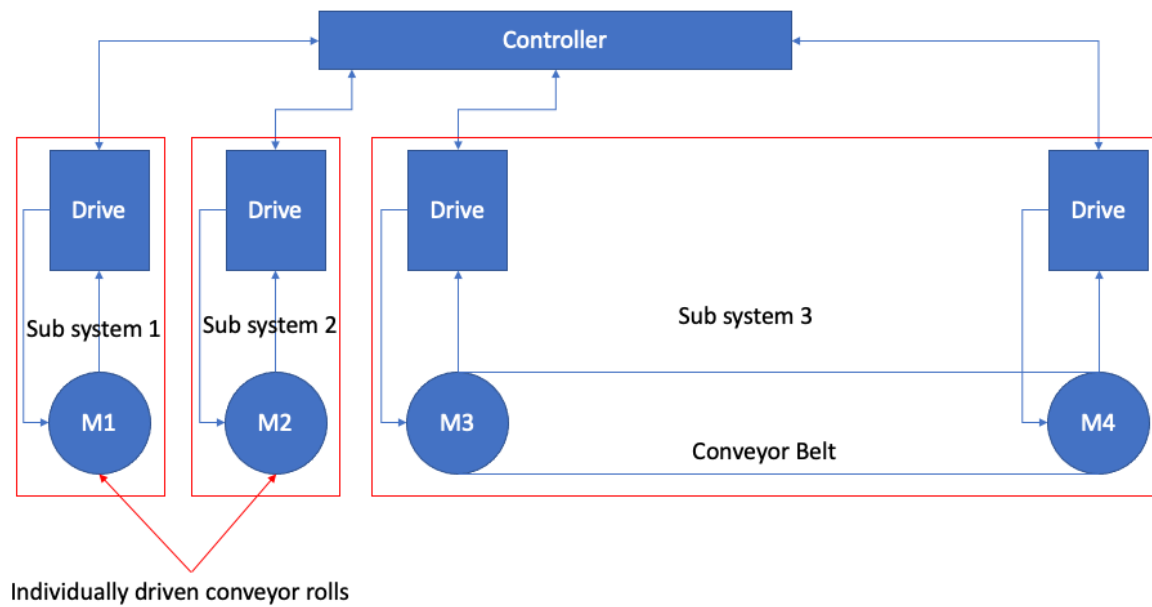 Controller
Drive
Drive
Drive
Drive
Sub system 1
Sub system 2
Sub system 3
M1
M2
M3
M4
Conveyor Belt
Individually driven conveyor rolls